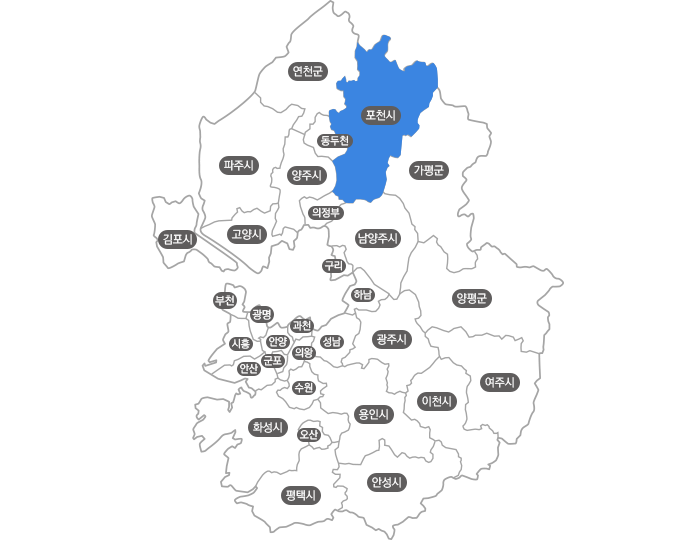 연천군
포천시
동두천
파주시
양주시
가평군
의정부
고양시
김포시
남양주시
구리
하남
부천
양평군
광명
과천
시흥
안양
성남
광주시
의왕
군포
안산
여주시
수원
이천시
용인시
화성시
오산
안성시
평택시